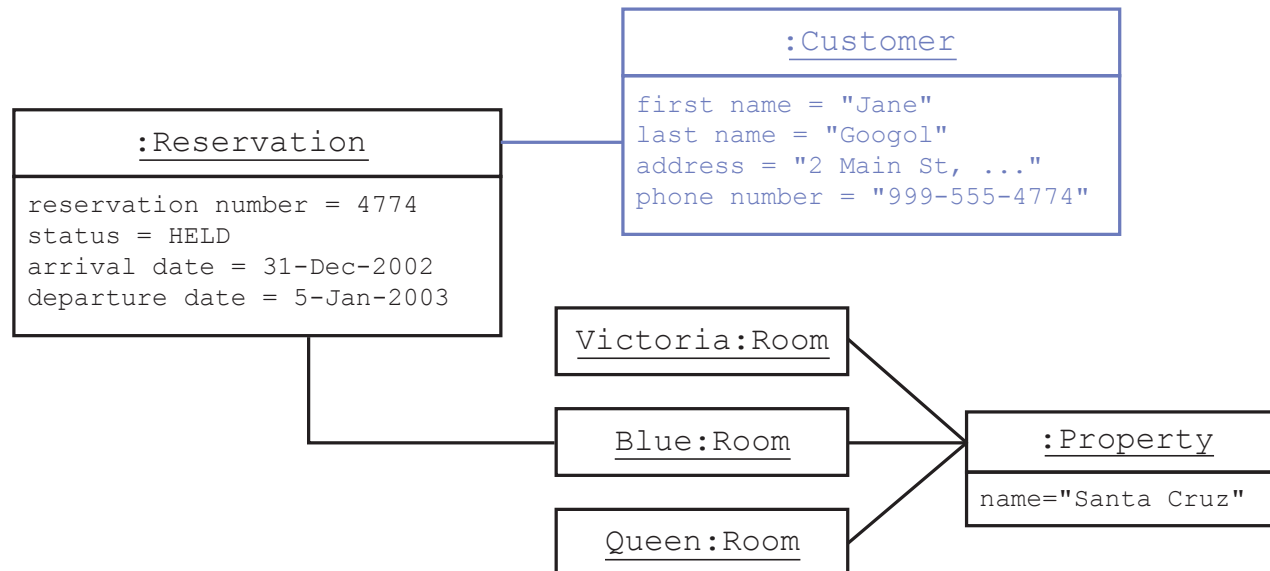 :Customer
first name = "Jane"
last name = "Googol"
address = "2 Main St, ..."
phone number = "999-555-4774"
:Reservation
reservation number = 4774
status = HELD
arrival date = 31-Dec-2002
departure date = 5-Jan-2003
Victoria:Room
Blue:Room
Queen:Room
:Property
name="Santa Cruz"